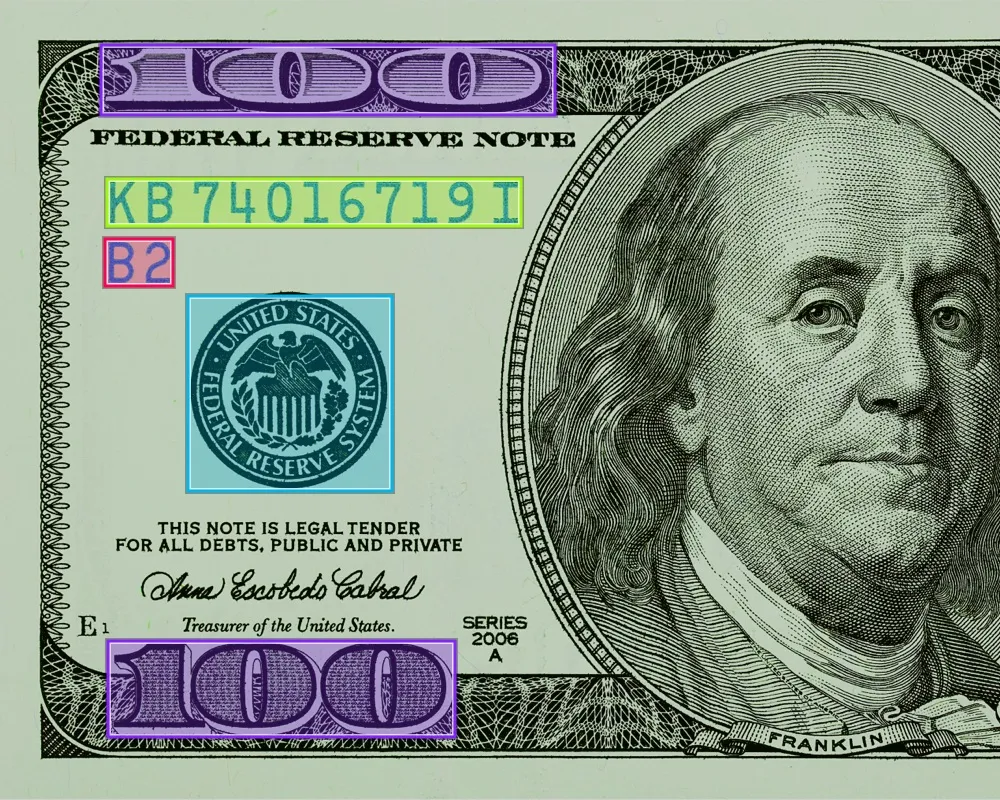 100
FEDERAL RESERVE NOTE
KB 74016719 I
B2
UNITED STATES
FEDERAL RESERVE SYSTEM
THIS NOTE IS LEGAL TENDER
FOR ALL DEBTS, PUBLIC AND PRIVATE
Anna Escobedo Cabral
Treasurer of the United States.
E1
SERIES
2006
A
100
FRANKLIN